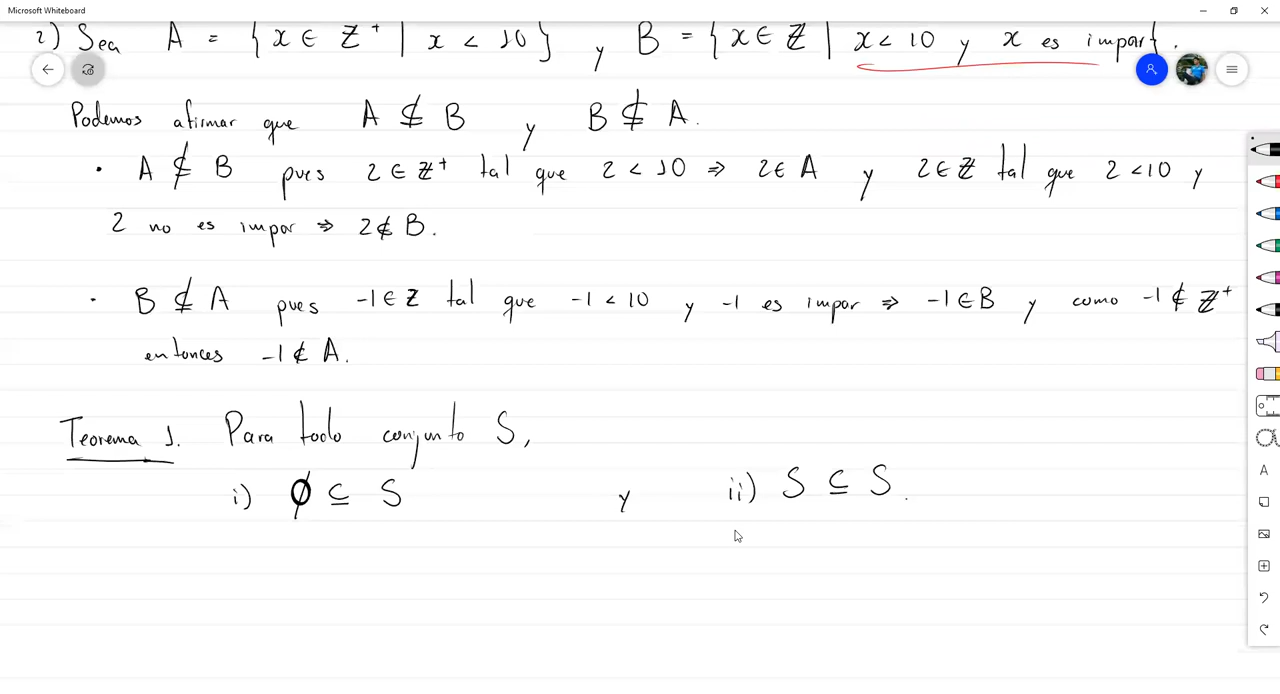 Microsoft Whiteboard
2) Sea A = { x ∈ ℤ⁺ | x < 10 } y B = { x ∈ ℤ | x < 10 y x es impar }.
Podemos afirmar que A ⊄ B y B ⊄ A.
• A ⊄ B pues 2 ∈ ℤ⁺ tal que 2 < 10 ⇒ 2 ∈ A y 2 ∈ ℤ tal que 2 < 10 y
2 no es impar ⇒ 2 ∉ B.
• B ⊄ A pues -1 ∈ ℤ tal que -1 < 10 y -1 es impar ⇒ -1 ∈ B y como -1 ∉ ℤ⁺
entonces -1 ∉ A.
Teorema 1. Para todo conjunto S,
i) ∅ ⊆ S y ii) S ⊆ S.
A